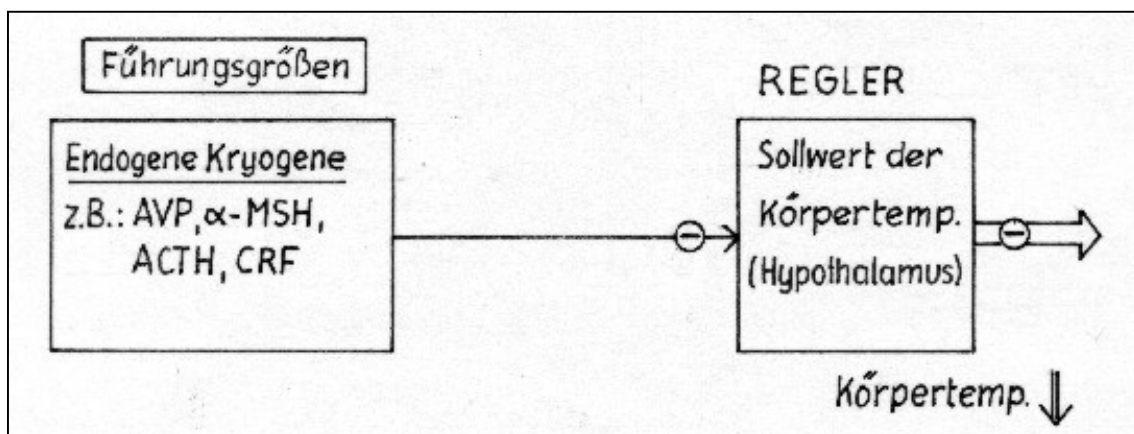 Führungsgrößen
Endogene Kryogene
z.B.: AVP, α-MSH,
ACTH, CRF
REGLER
Sollwert der
Körpertemp.
(Hypothalamus)
Körpertemp. ⇓